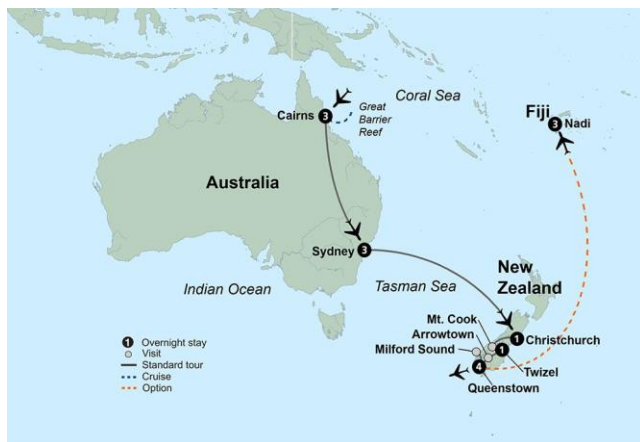 Coral Sea
Great
Barrier
Reef
Cairns
3
Fiji
3
Nadi
Australia
Sydney
3
Indian Ocean
Tasman Sea
New
Zealand
Mt. Cook
Arrowtown
Milford Sound
1
Christchurch
1
Twizel
4
Queenstown
1 Overnight stay
Visit
Standard tour
Cruise
Option